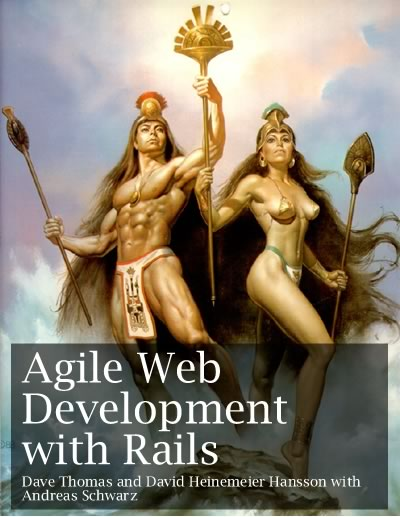 Agile Web
Development
with Rails
Dave Thomas and David Heinemeier Hansson with
Andreas Schwarz